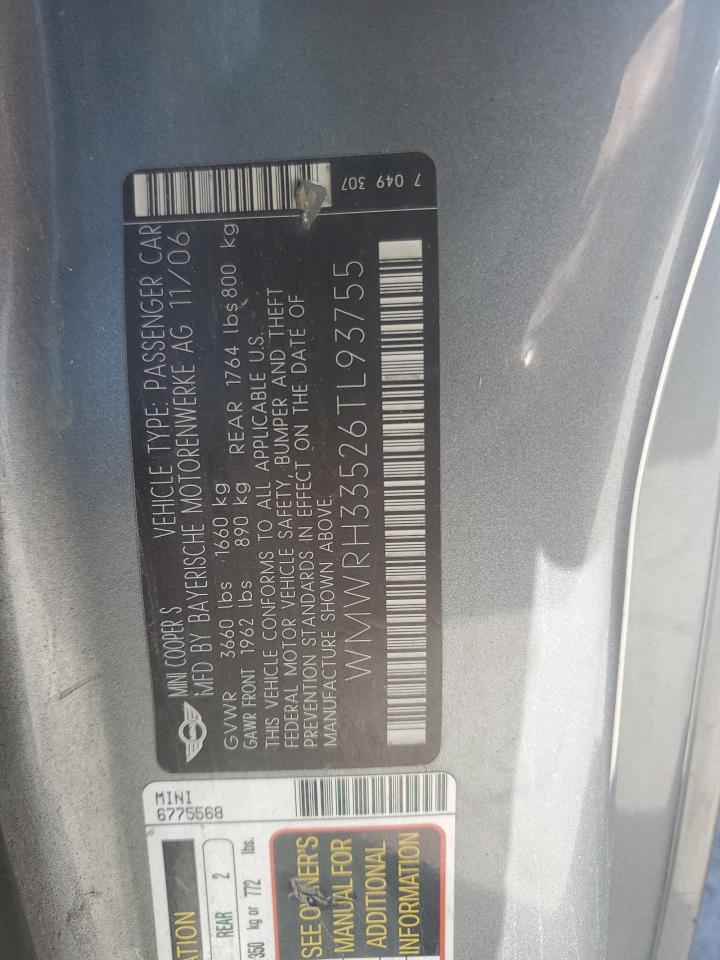 MINI COOPER S VEHICLE TYPE: PASSENGER CAR
MFD BY BAYERISCHE MOTORENWERKE AG 11/06
GVWR 3660 lbs 1660 kg
GAWR FRONT 1962 lbs 890 kg REAR 1764 lbs 800 kg
THIS VEHICLE CONFORMS TO ALL APPLICABLE U.S.
FEDERAL MOTOR VEHICLE SAFETY, BUMPER AND THEFT
PREVENTION STANDARDS IN EFFECT ON THE DATE OF
MANUFACTURE SHOWN ABOVE.
WMWRH33526TL93755
7 049 307
MINI
6775568
ATION
REAR 2
350 kg or 772 lbs.
SEE OWNER'S
MANUAL FOR
ADDITIONAL
INFORMATION